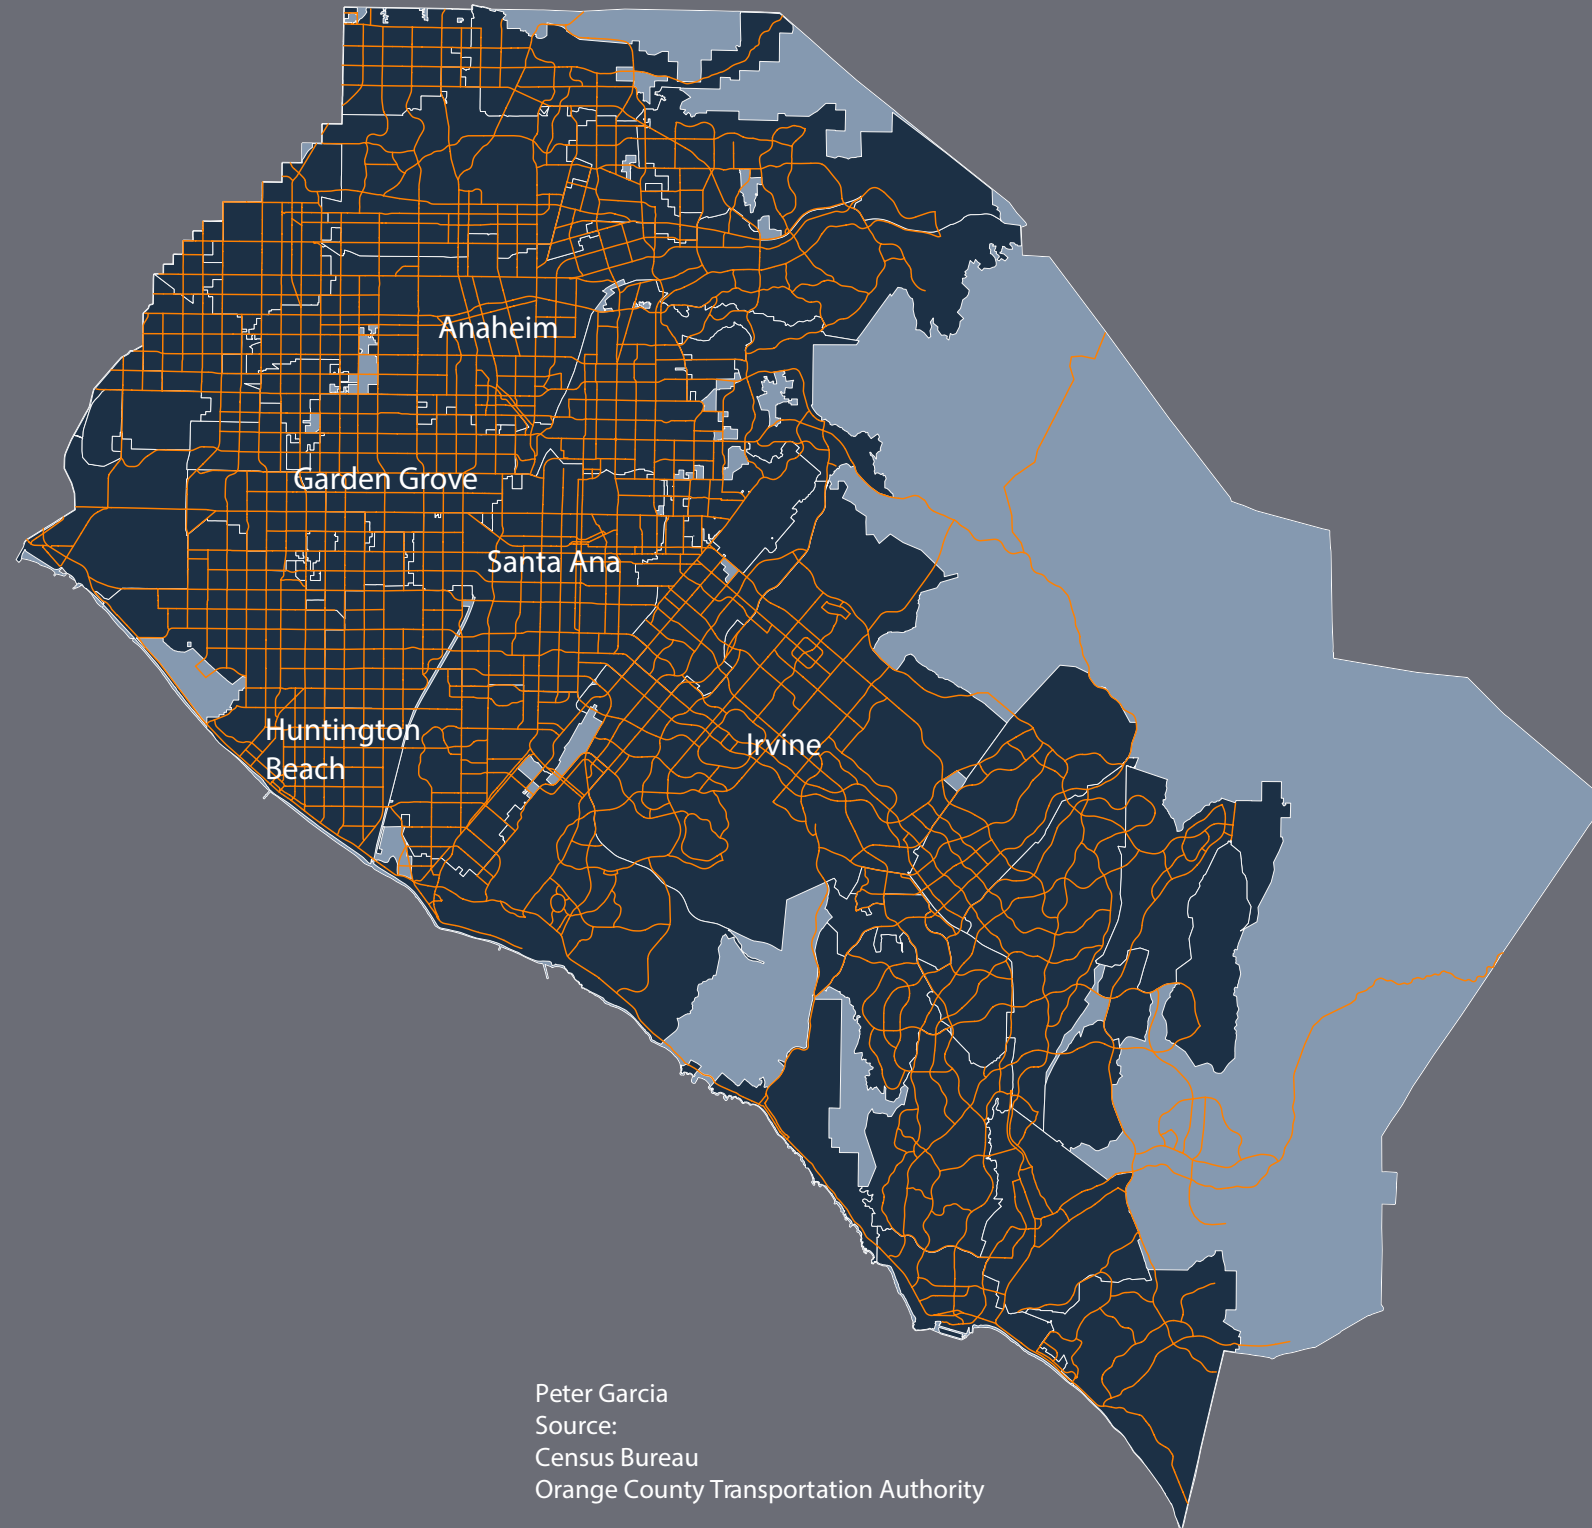 Anaheim
Garden Grove
Santa Ana
Huntington
Beach
Irvine
Peter Garcia
Source:
Census Bureau
Orange County Transportation Authority